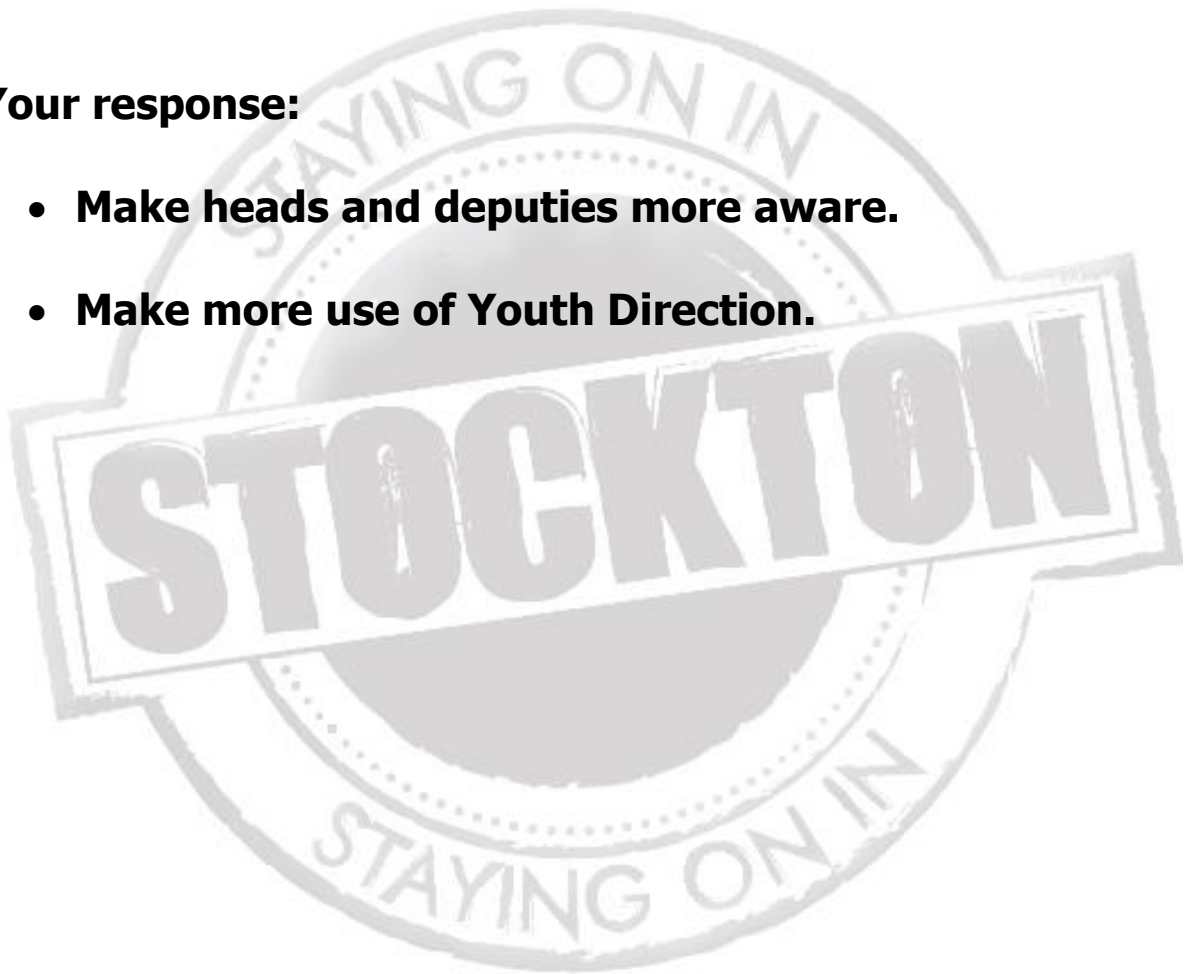 Your response:
• Make heads and deputies more aware.
• Make more use of Youth Direction.
STAYING ON IN
STOCKTON
STAYING ON IN